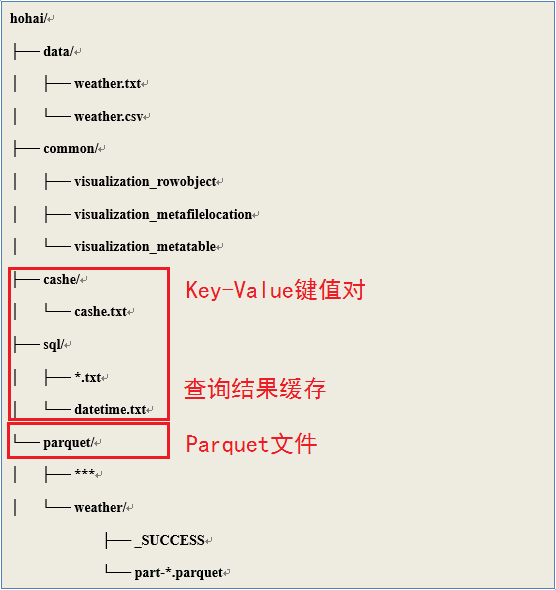 hohai/
├── data/
│ ├── weather.txt
│ └── weather.csv
├── common/
│ ├── visualization_rowobject
│ ├── visualization_metafilelocation
│ └── visualization_metatable
├── cashe/
Key-Value键值对
│ └── cashe.txt
├── sql/
│ ├── *.txt
查询结果缓存
│ └── datetime.txt
└── parquet/
Parquet文件
│ ├── ***
│ └── weather/
├── _SUCCESS
└── part-*.parquet